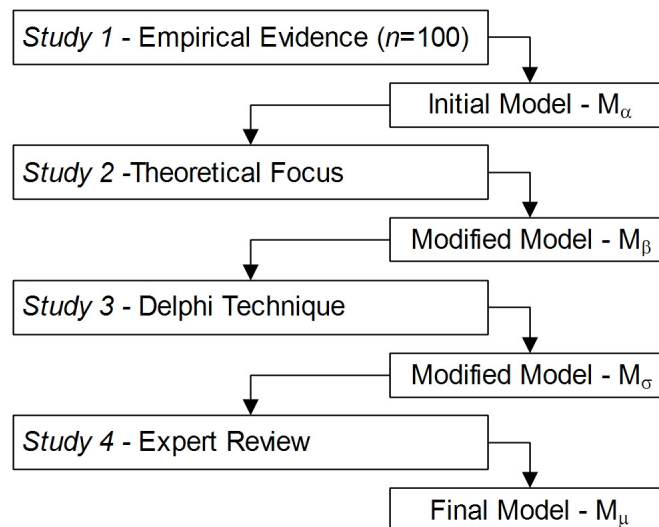 Study 1 - Empirical Evidence (n=100)
Initial Model - Mα
Study 2 -Theoretical Focus
Modified Model - Mβ
Study 3 - Delphi Technique
Modified Model - Mσ
Study 4 - Expert Review
Final Model - Mμ